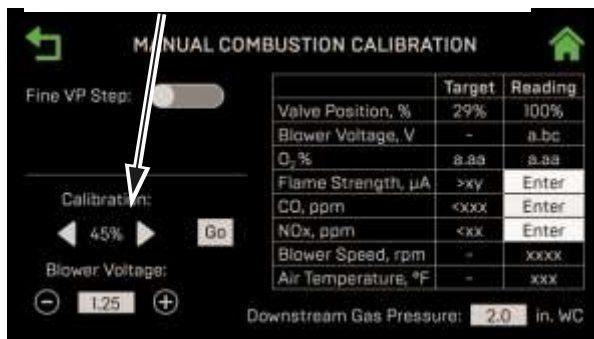 MANUAL COMBUSTION CALIBRATION
Fine VP Step:
Target Reading
Valve Position, % 29% 100%
Blower Voltage, V - a.bc
O₂% a.aa a.aa
Flame Strength, µA >xy Enter
CO, ppm <xxx Enter
NOx, ppm <xx Enter
Blower Speed, rpm - xxxx
Air Temperature, °F - xxx
Calibration:
45% Go
Blower Voltage:
1.25
Downstream Gas Pressure: 2.0 in. WC